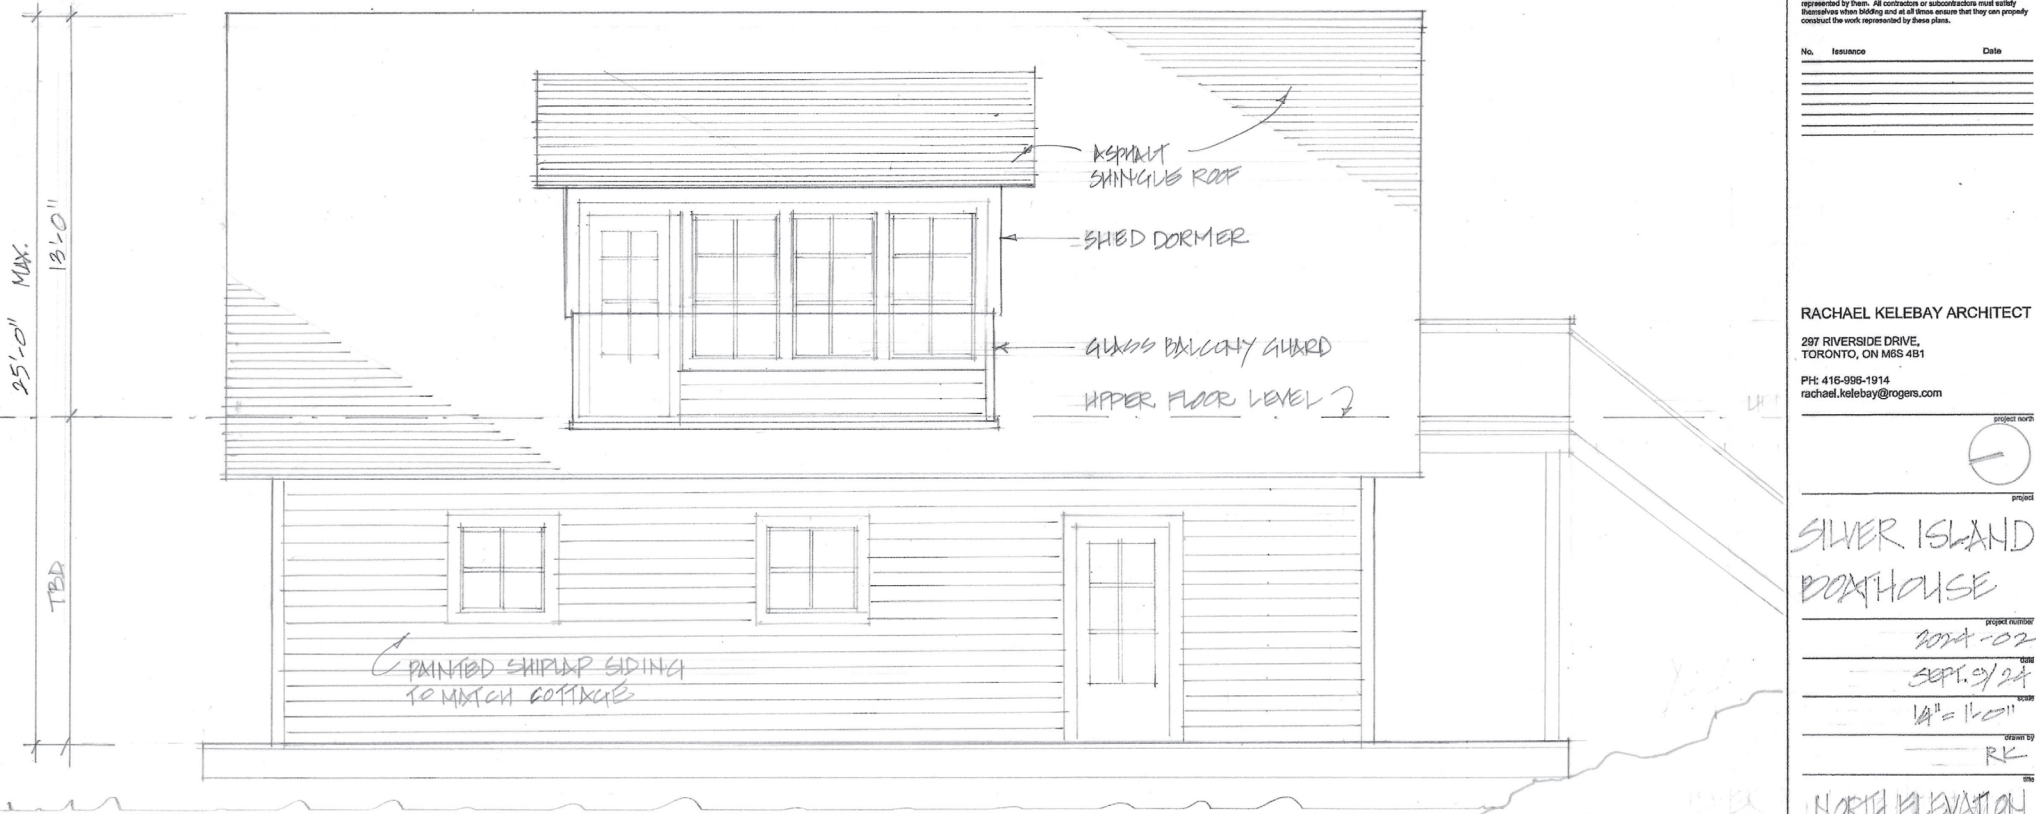 represented by them. All contractors or subcontractors must satisfy
themselves when bidding and at all times ensure that they can properly
construct the work represented by these plans.
No. Issuance Date
25'-0" MAX.
13'-0"
TBD
ASPHALT
SHINGLE ROOF
SHED DORMER
GLASS BALCONY GUARD
UPPER FLOOR LEVEL
PAINTED SHIPLAP SIDING
TO MATCH COTTAGE
RACHAEL KELEBAY ARCHITECT
297 RIVERSIDE DRIVE,
TORONTO, ON M6S 4B1
PH: 416-996-1914
rachael.kelebay@rogers.com
project north
project
SILVER ISLAND
BOATHOUSE
project number
2024-02
date
SEPT. 9/24
scale
1/4" = 1'-0"
drawn by
RK
title
NORTH ELEVATION